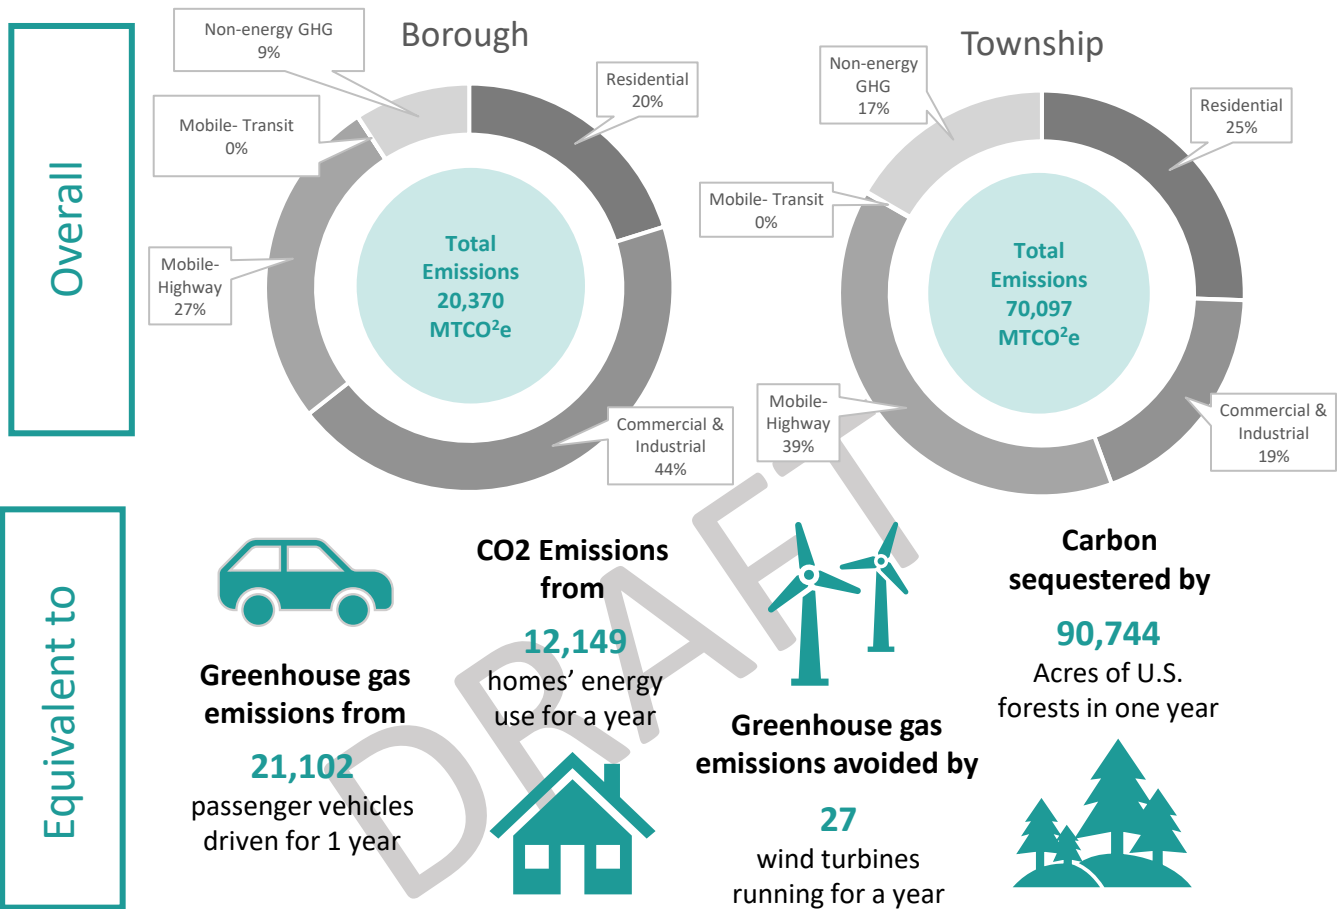 Overall
Borough
Non-energy GHG
9%
Residential
20%
Mobile- Transit
0%
Mobile-
Highway
27%
Total
Emissions
20,370
MTCO²e
Commercial &
Industrial
44%
Township
Non-energy
GHG
17%
Residential
25%
Mobile- Transit
0%
Total
Emissions
70,097
MTCO²e
Mobile-
Highway
39%
Commercial &
Industrial
19%
DRAFT
Equivalent to
Greenhouse gas
emissions from
21,102
passenger vehicles
driven for 1 year
CO2 Emissions
from
12,149
homes' energy
use for a year
Greenhouse gas
emissions avoided by
27
wind turbines
running for a year
Carbon
sequestered by
90,744
Acres of U.S.
forests in one year